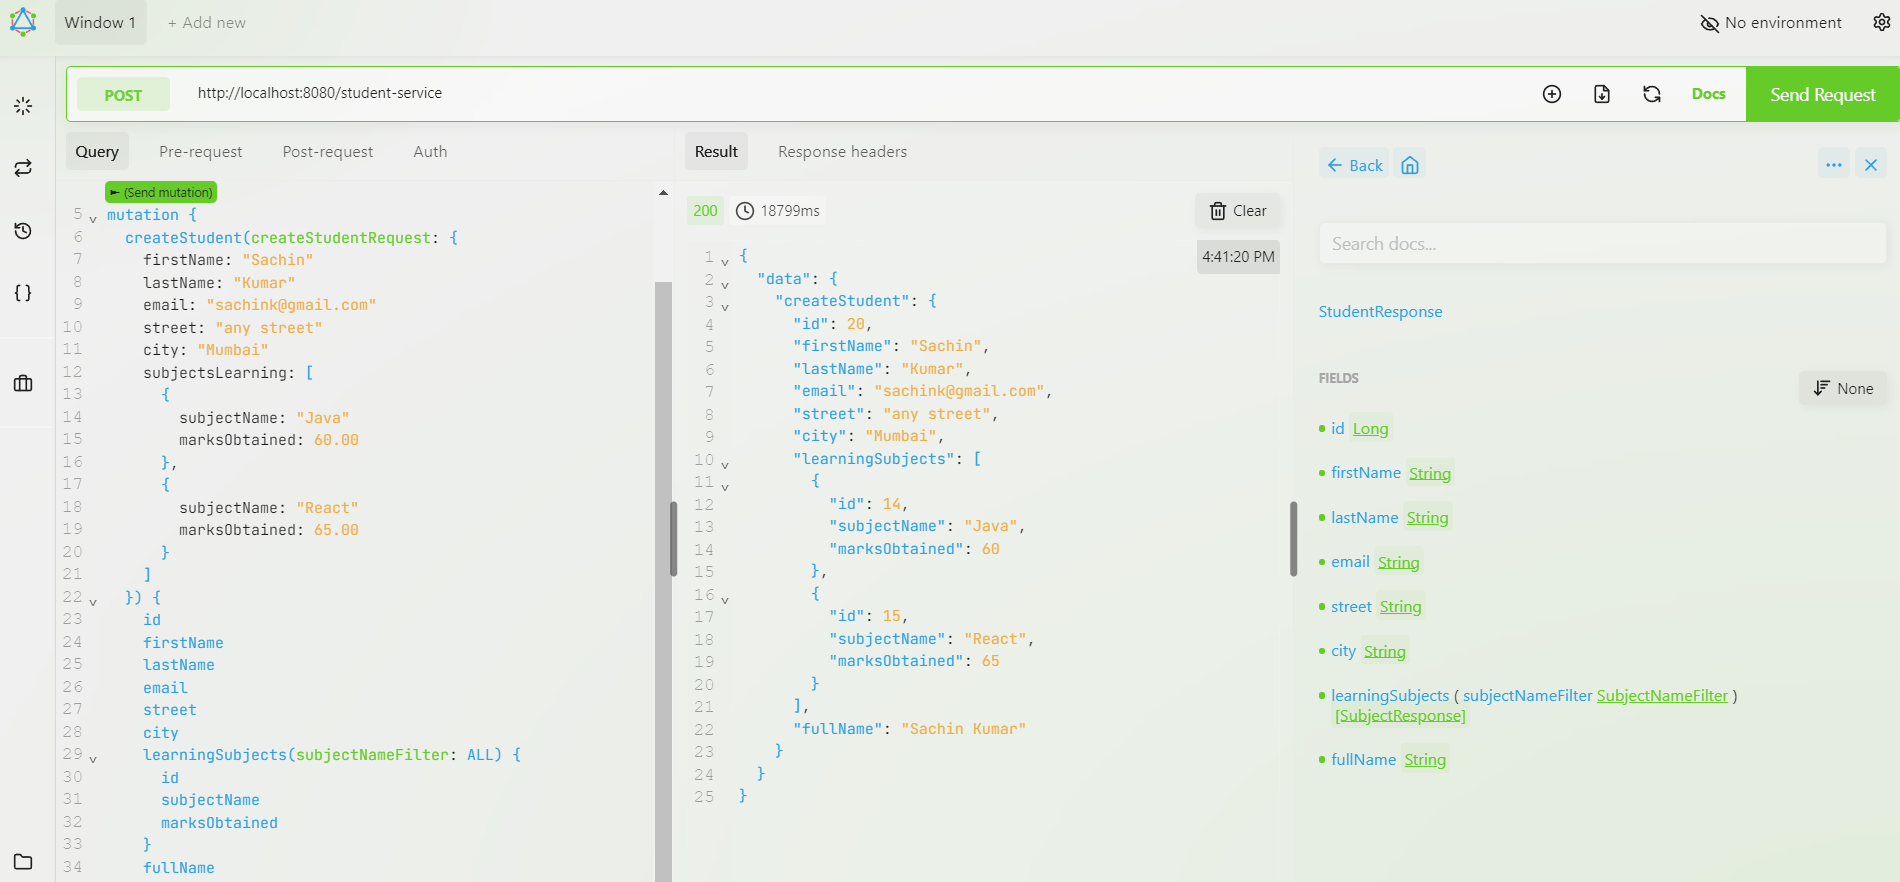 Window 1
+ Add new
No environment
POST
http://localhost:8080/student-service
Docs
Send Request
Query
Pre-request
Post-request
Auth
(Send mutation)
5 mutation {
6 createStudent(createStudentRequest: {
7 firstName: "Sachin"
8 lastName: "Kumar"
9 email: "sachink@gmail.com"
10 street: "any street"
11 city: "Mumbai"
12 subjectsLearning: [
13 {
14 subjectName: "Java"
15 marksObtained: 60.00
16 },
17 {
18 subjectName: "React"
19 marksObtained: 65.00
20 }
21 ]
22 }) {
23 id
24 firstName
25 lastName
26 email
27 street
28 city
29 learningSubjects(subjectNameFilter: ALL) {
30 id
31 subjectName
32 marksObtained
33 }
34 fullName
Result
Response headers
200
18799ms
Clear
4:41:20 PM
1 {
2 "data": {
3 "createStudent": {
4 "id": 20,
5 "firstName": "Sachin",
6 "lastName": "Kumar",
7 "email": "sachink@gmail.com",
8 "street": "any street",
9 "city": "Mumbai",
10 "learningSubjects": [
11 {
12 "id": 14,
13 "subjectName": "Java",
14 "marksObtained": 60
15 },
16 {
17 "id": 15,
18 "subjectName": "React",
19 "marksObtained": 65
20 }
21 ],
22 "fullName": "Sachin Kumar"
23 }
24 }
25 }
Back
Search docs...
StudentResponse
FIELDS
None
id Long
firstName String
lastName String
email String
street String
city String
learningSubjects ( subjectNameFilter SubjectNameFilter )
[SubjectResponse]
fullName String